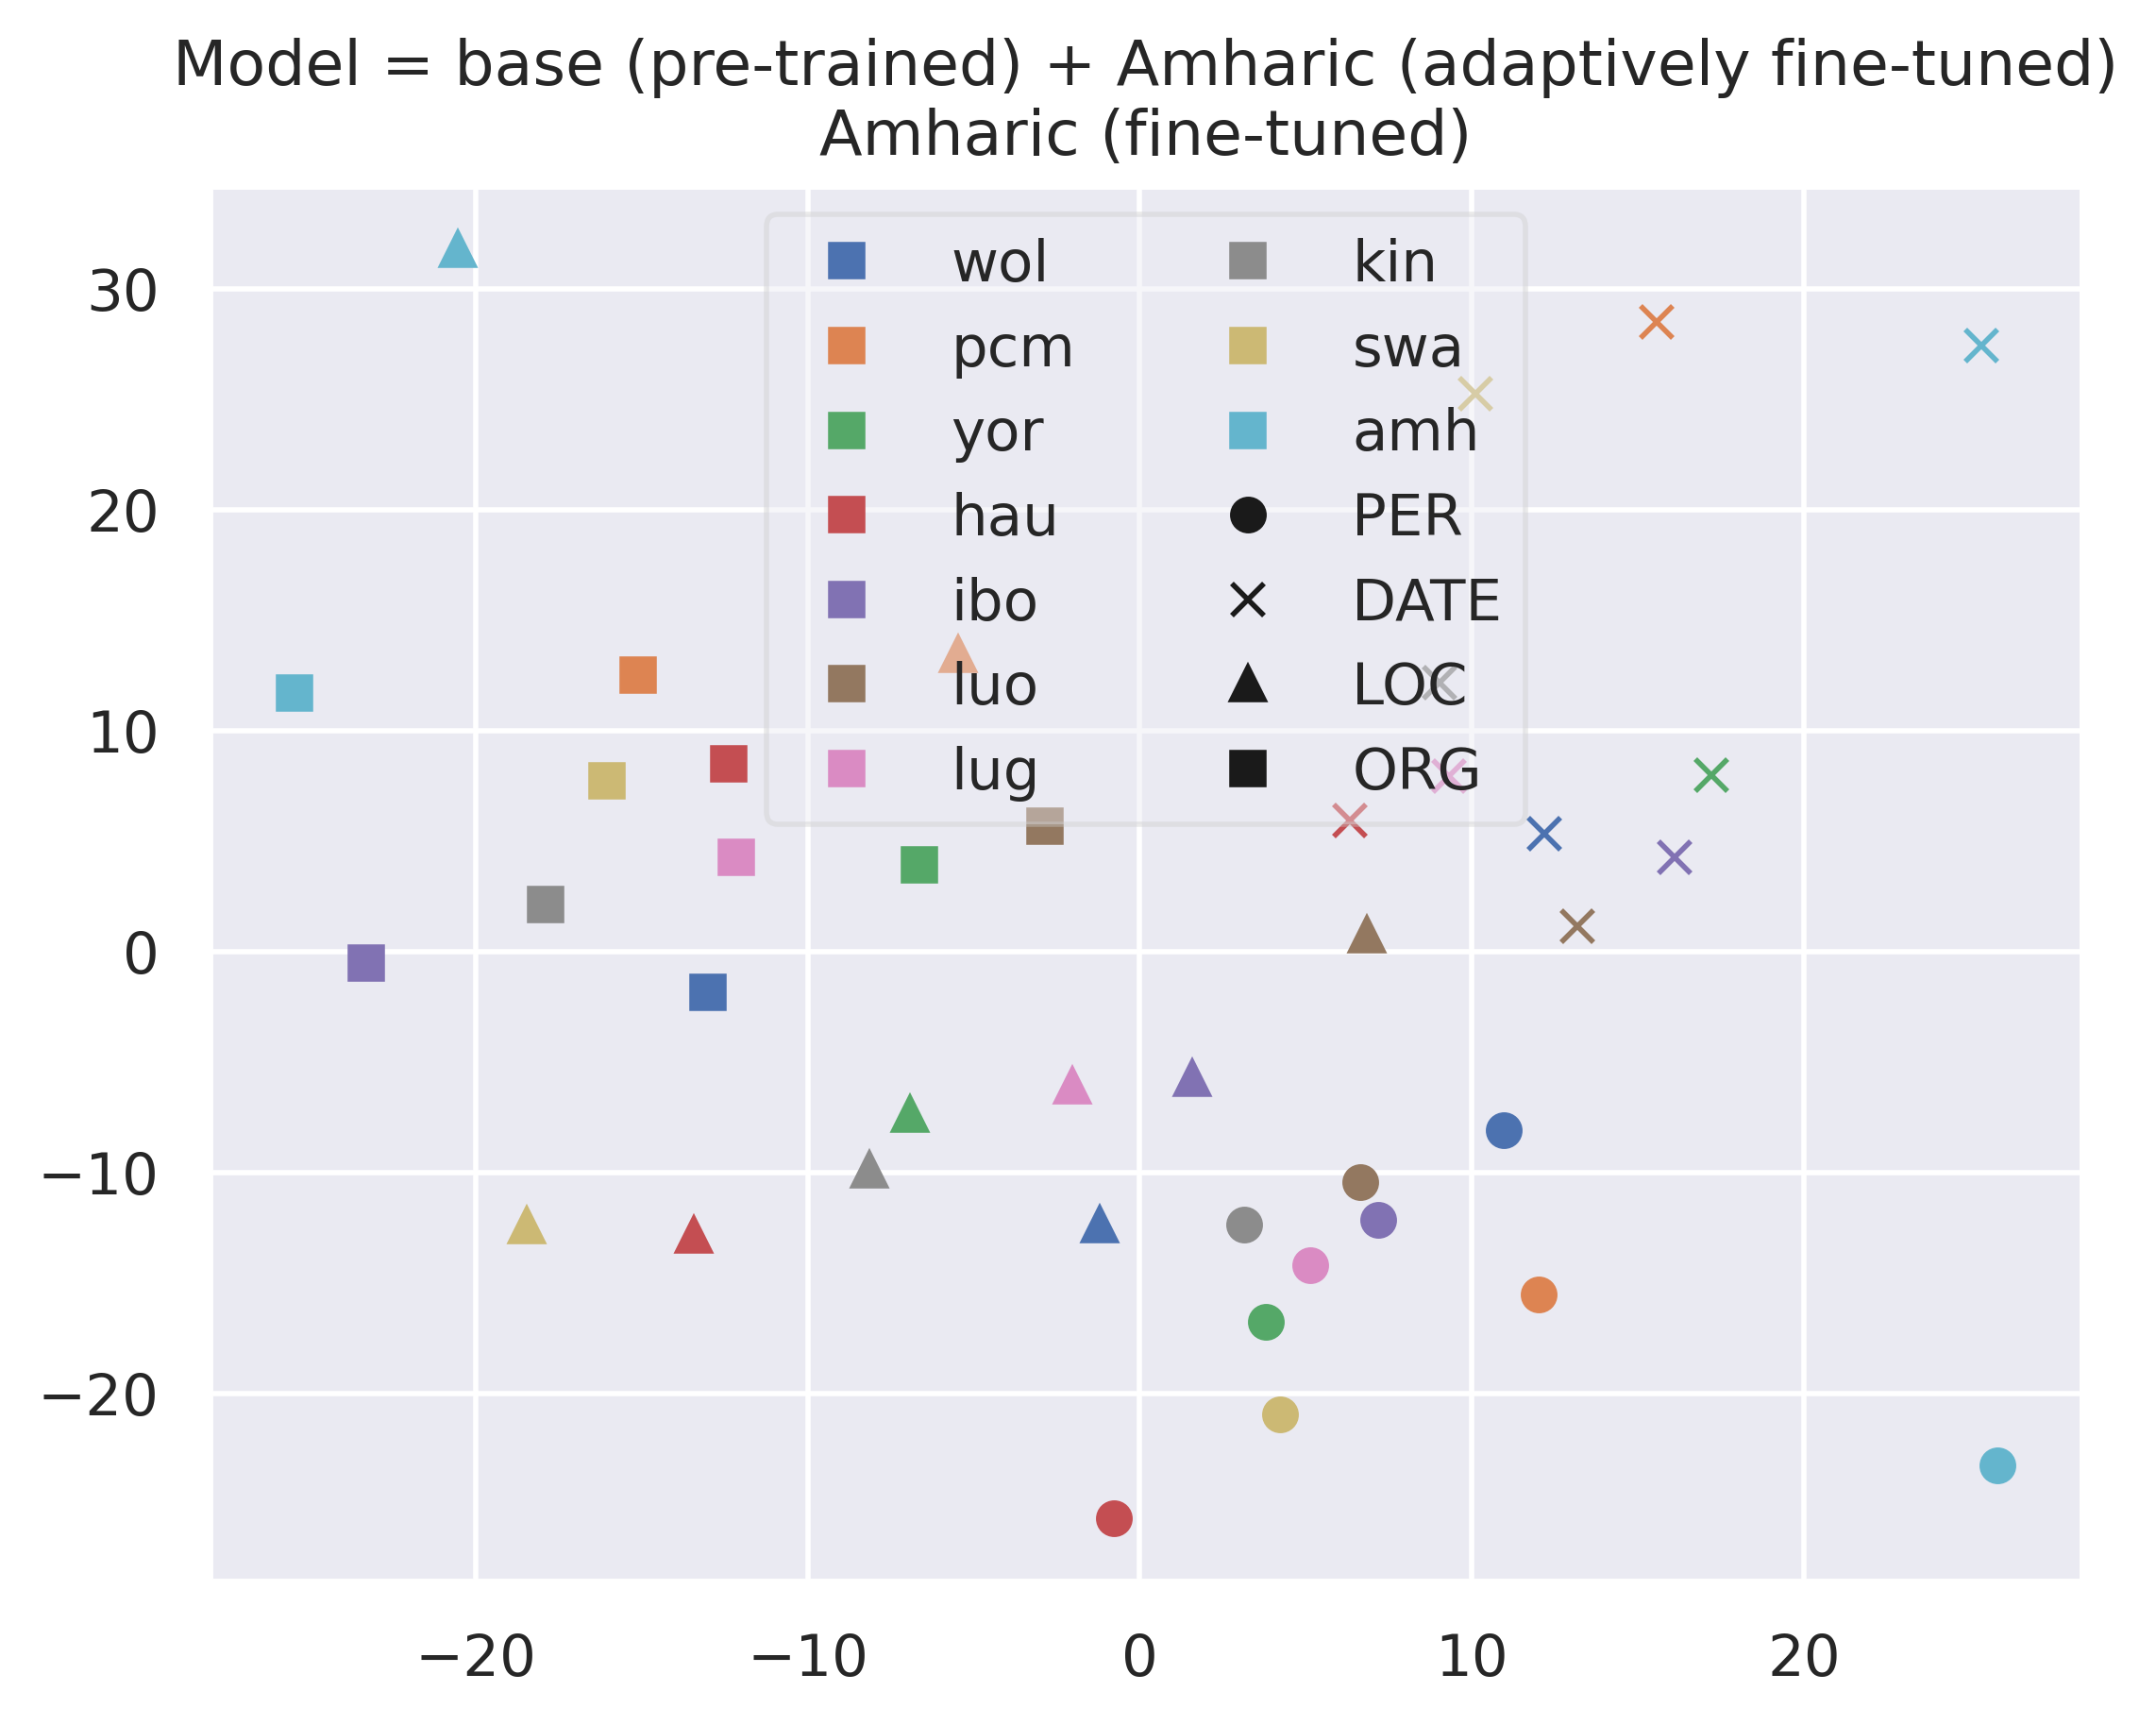 Model = base (pre-trained) + Amharic (adaptively fine-tuned)
Amharic (fine-tuned)
wol
pcm
yor
hau
ibo
luo
lug
kin
swa
amh
PER
DATE
LOC
ORG
30
20
10
0
−10
−20
−20
−10
0
10
20